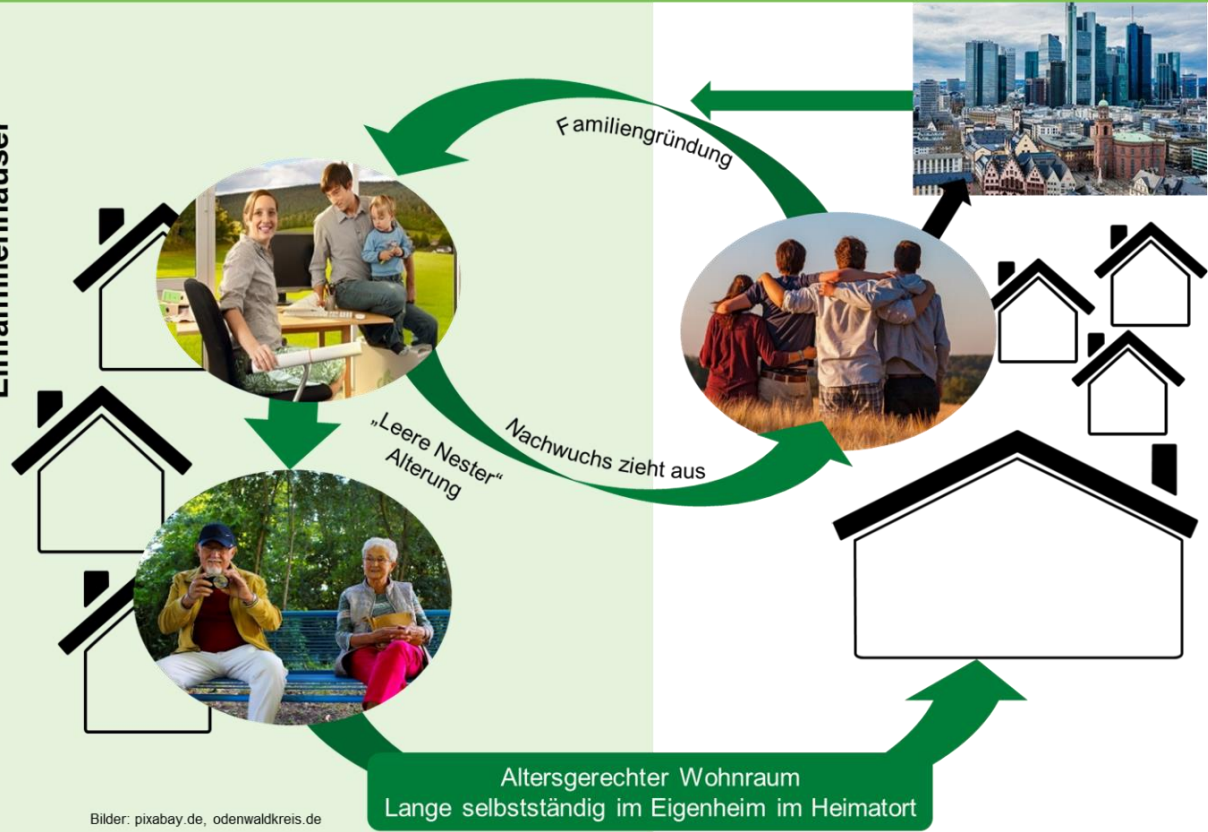 Einfamilienhäuser
Familiengründung
„Leere Nester“
Alterung
Nachwuchs zieht aus
Altersgerechter Wohnraum
Lange selbstständig im Eigenheim im Heimatort
Bilder: pixabay.de, odenwaldkreis.de